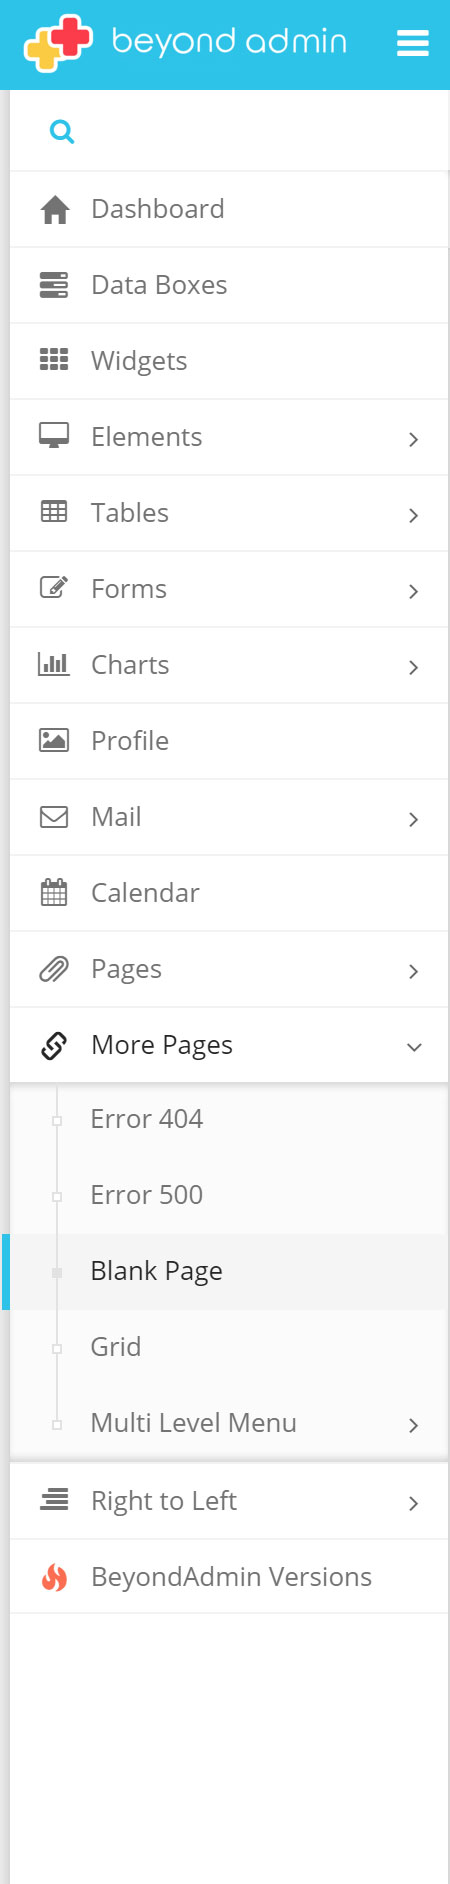 beyond admin
Dashboard
Data Boxes
Widgets
Elements
Tables
Forms
Charts
Profile
Mail
Calendar
Pages
More Pages
Error 404
Error 500
Blank Page
Grid
Multi Level Menu
Right to Left
BeyondAdmin Versions